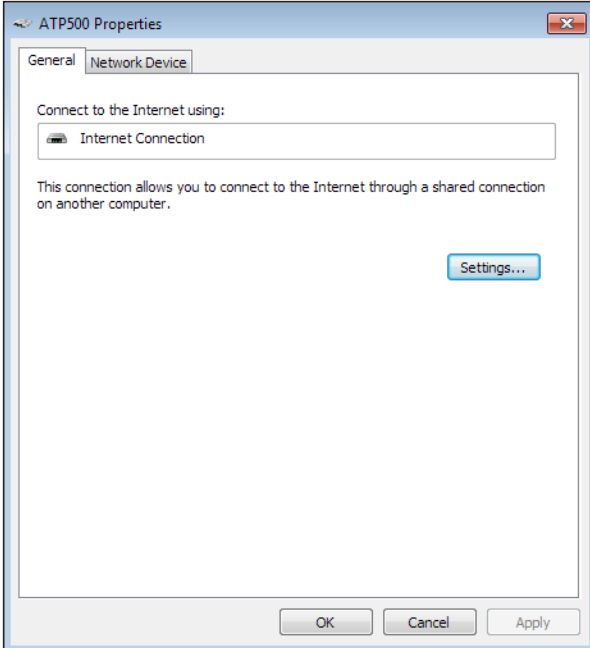 ATP500 Properties
General
Network Device
Connect to the Internet using:
Internet Connection
This connection allows you to connect to the Internet through a shared connection
on another computer.
Settings...
OK
Cancel
Apply